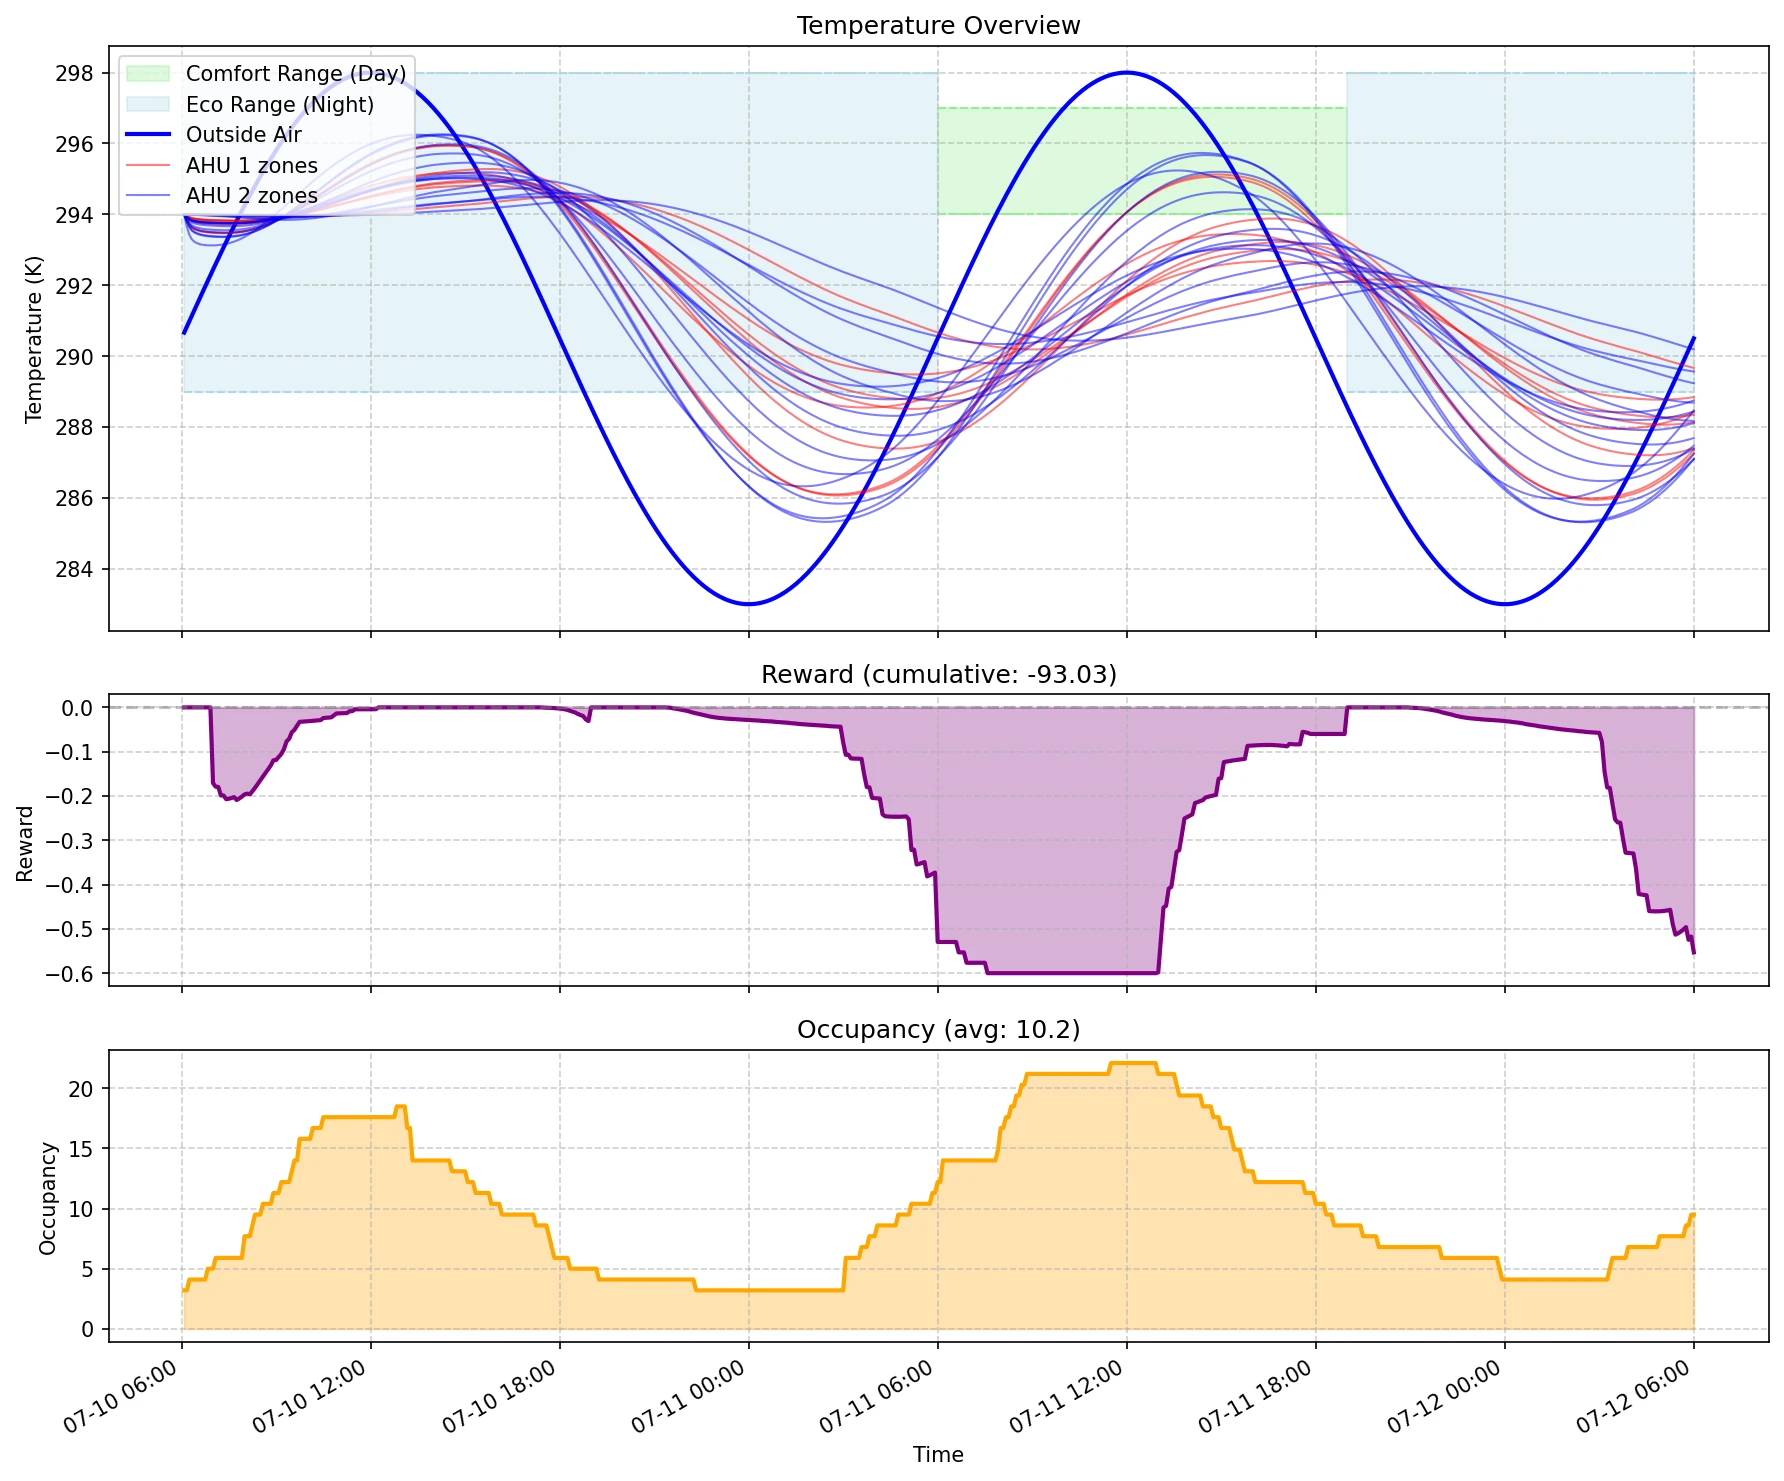 Temperature Overview
Comfort Range (Day)
Eco Range (Night)
Outside Air
AHU 1 zones
AHU 2 zones
Temperature (K)
298
296
294
292
290
288
286
284
Reward (cumulative: -93.03)
Reward
0.0
−0.1
−0.2
−0.3
−0.4
−0.5
−0.6
Occupancy (avg: 10.2)
Occupancy
20
15
10
5
0
07-10 06:00
07-10 12:00
07-10 18:00
07-11 00:00
07-11 06:00
07-11 12:00
07-11 18:00
07-12 00:00
07-12 06:00
Time